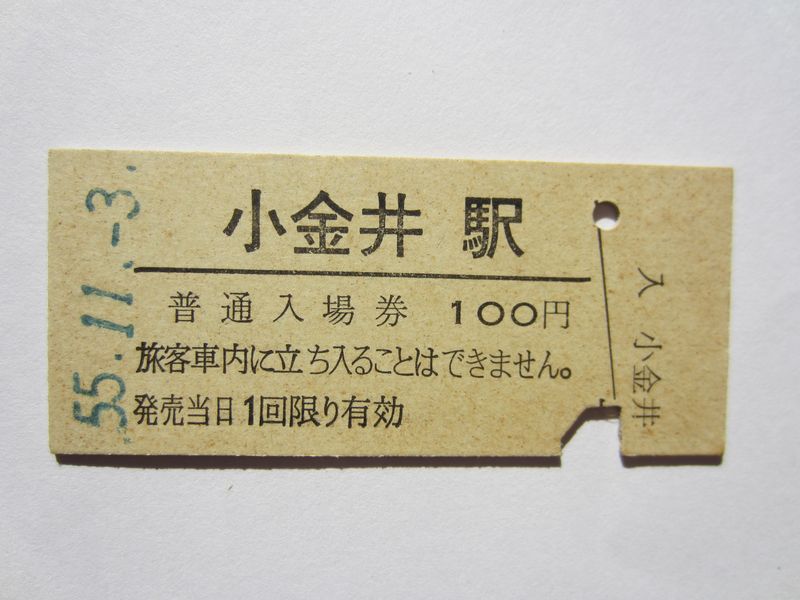 小金井 駅
普通入場券 100円
旅客車内に立ち入ることはできません。
発売当日1回限り有効
55.11.-3.
入 小金井